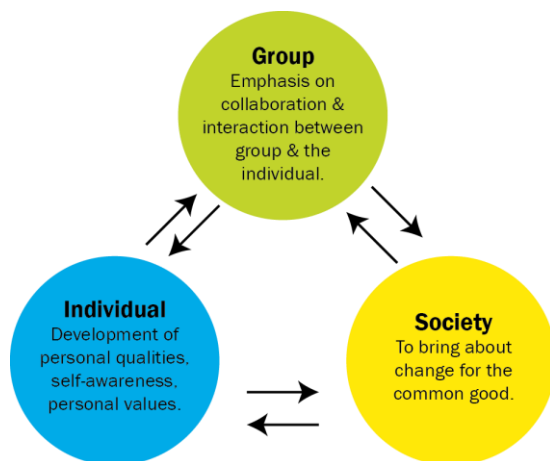 Group
Emphasis on
collaboration &
interaction between
group & the
individual.
Individual
Development of
personal qualities,
self-awareness,
personal values.
Society
To bring about
change for the
common good.